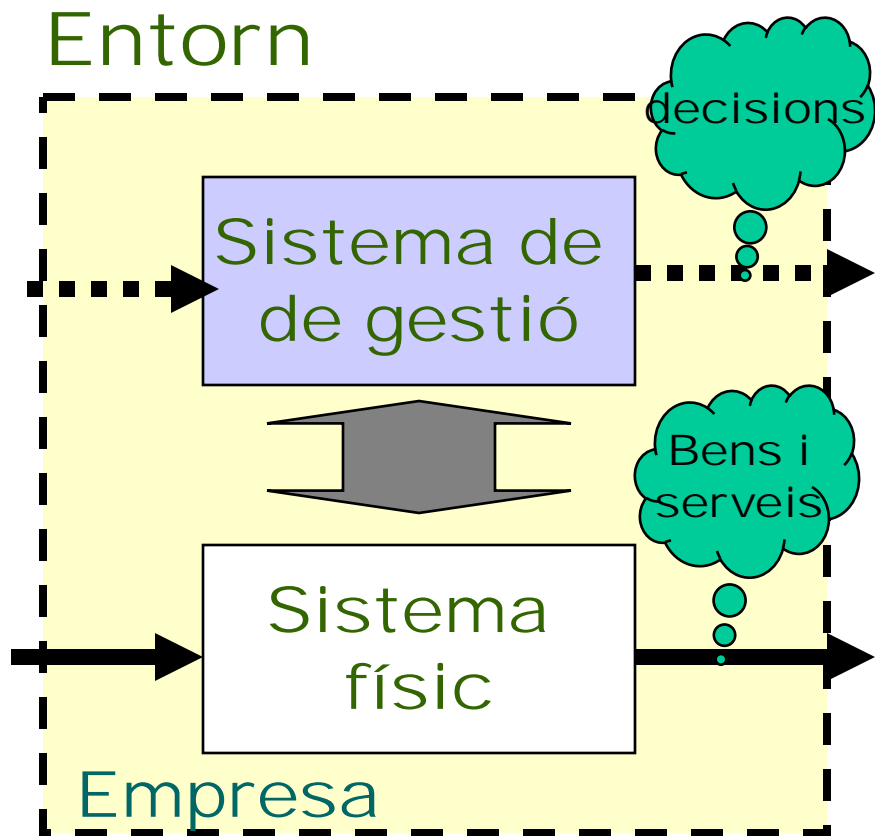 Entorn
decisions
Sistema de
de gestió
Bens i
serveis
Sistema
físic
Empresa